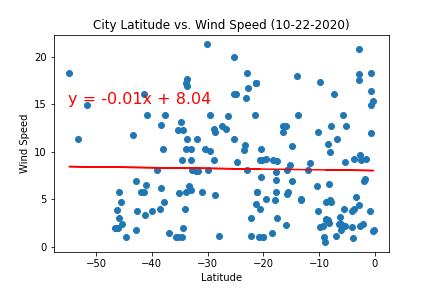 City Latitude vs. Wind Speed (10-22-2020)
20
15
10
5
0
Wind Speed
y = -0.01x + 8.04
−50
−40
−30
−20
−10
0
Latitude